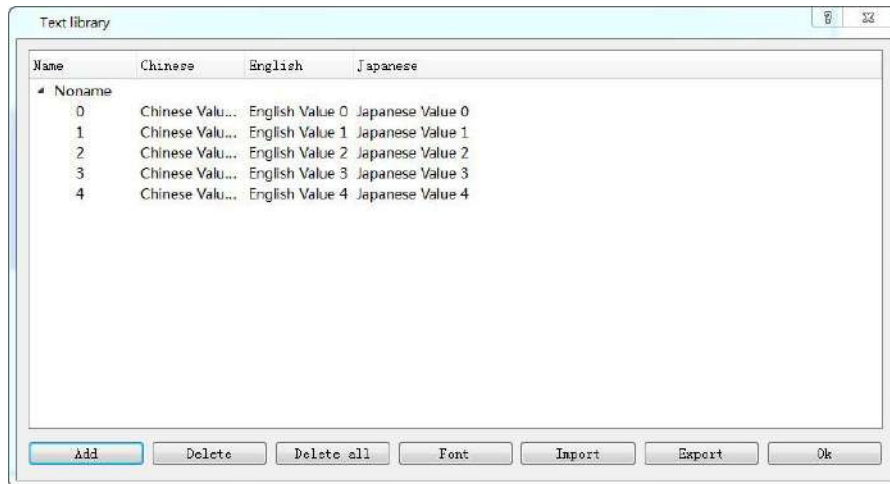 Text library
Name Chinese English Japanese
Noname
0 Chinese Valu... English Value 0 Japanese Value 0
1 Chinese Valu... English Value 1 Japanese Value 1
2 Chinese Valu... English Value 2 Japanese Value 2
3 Chinese Valu... English Value 3 Japanese Value 3
4 Chinese Valu... English Value 4 Japanese Value 4
Add Delete Delete all Font Import Export Ok